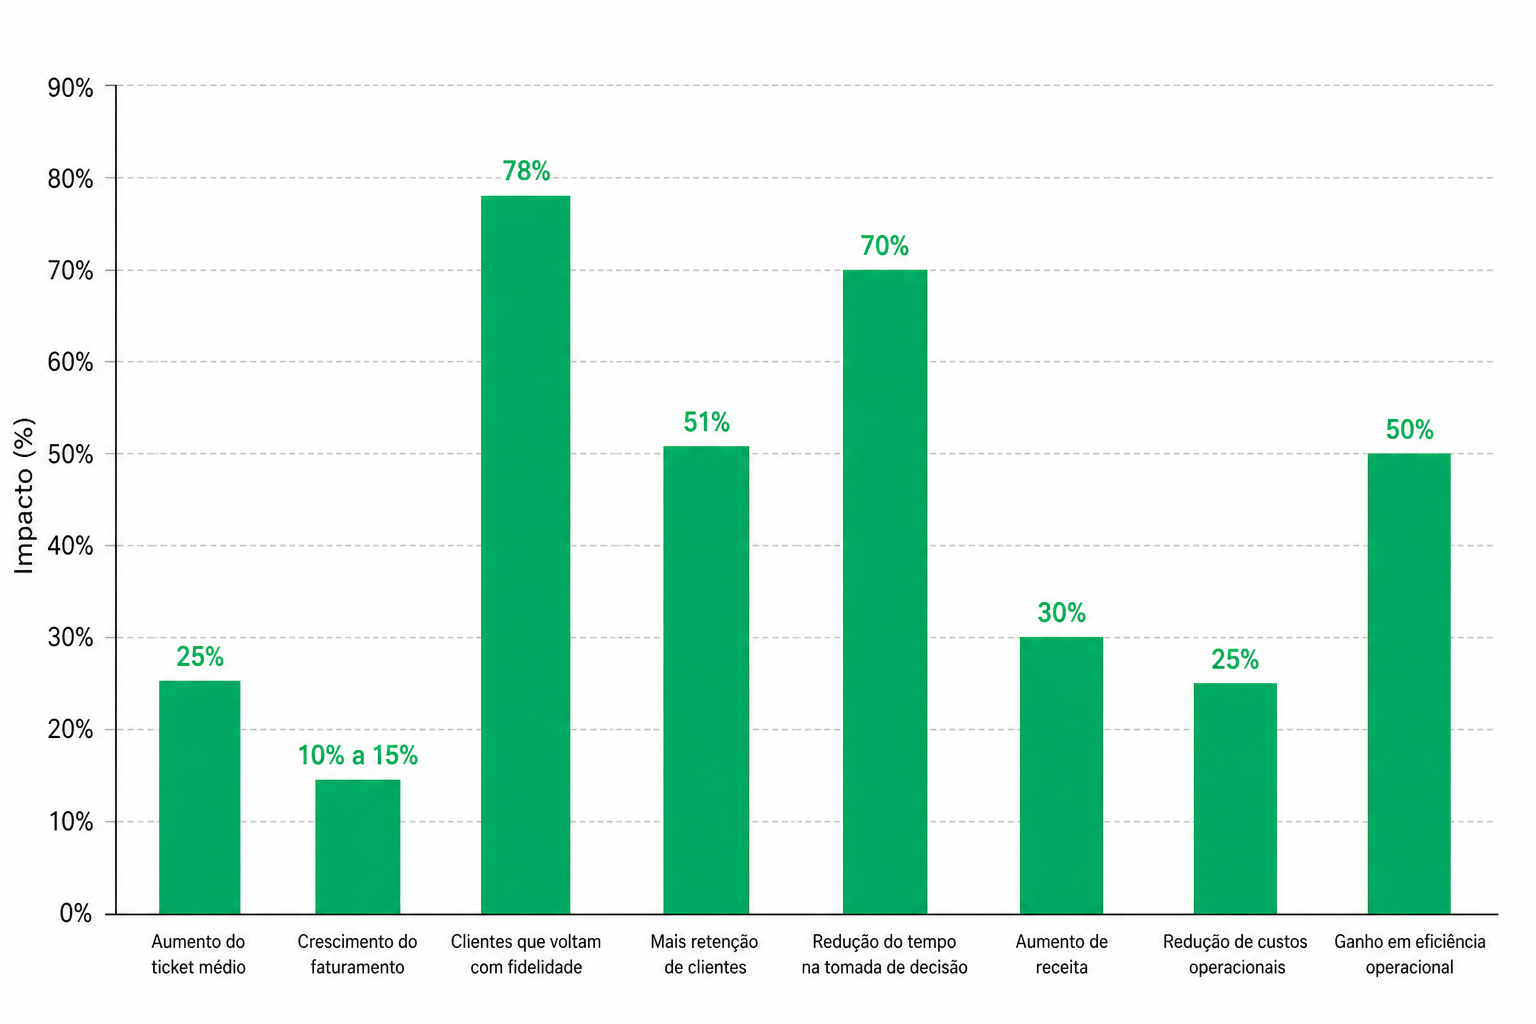 Impacto (%)
90%
80%
70%
60%
50%
40%
30%
20%
10%
0%
25%
10% a 15%
78%
51%
70%
30%
25%
50%
Aumento do
ticket médio
Crescimento do
faturamento
Clientes que voltam
com fidelidade
Mais retenção
de clientes
Redução do tempo
na tomada de decisão
Aumento de
receita
Redução de custos
operacionais
Ganho em eficiência
operacional